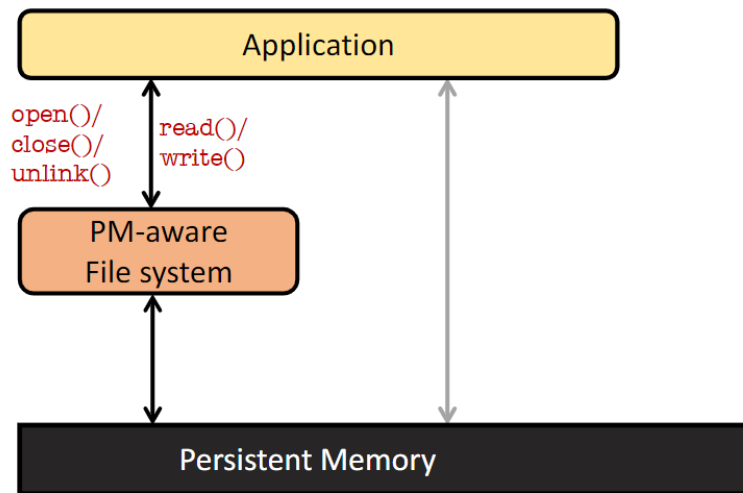 Application
open()/
close()/
unlink()
read()/
write()
PM-aware
File system
Persistent Memory